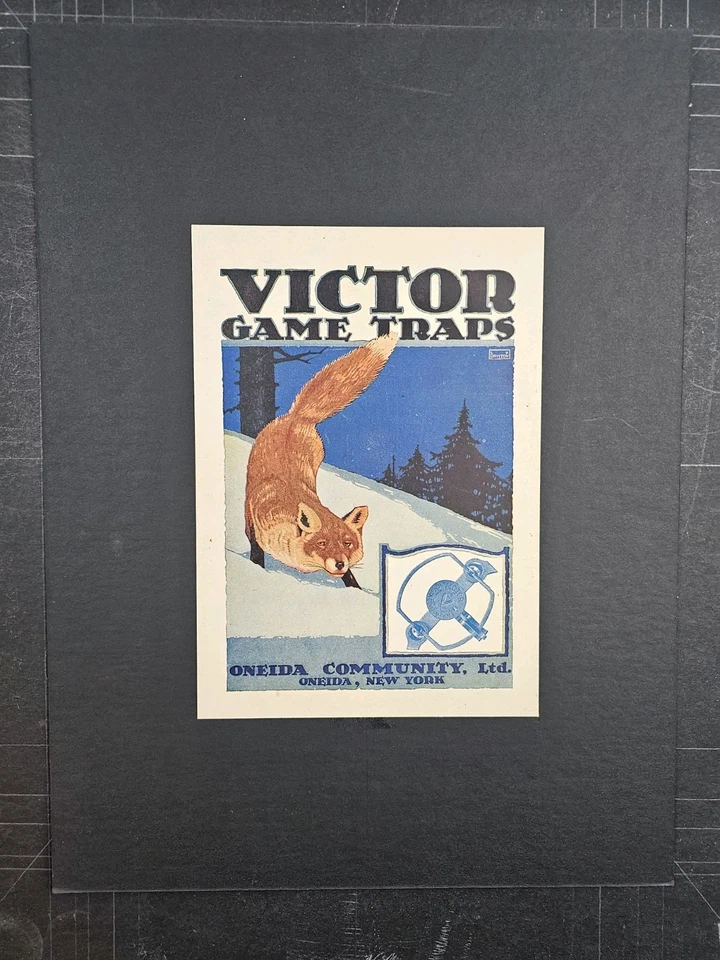 VICTOR
GAME TRAPS
ONEIDA COMMUNITY, Ltd.
ONEIDA, NEW YORK